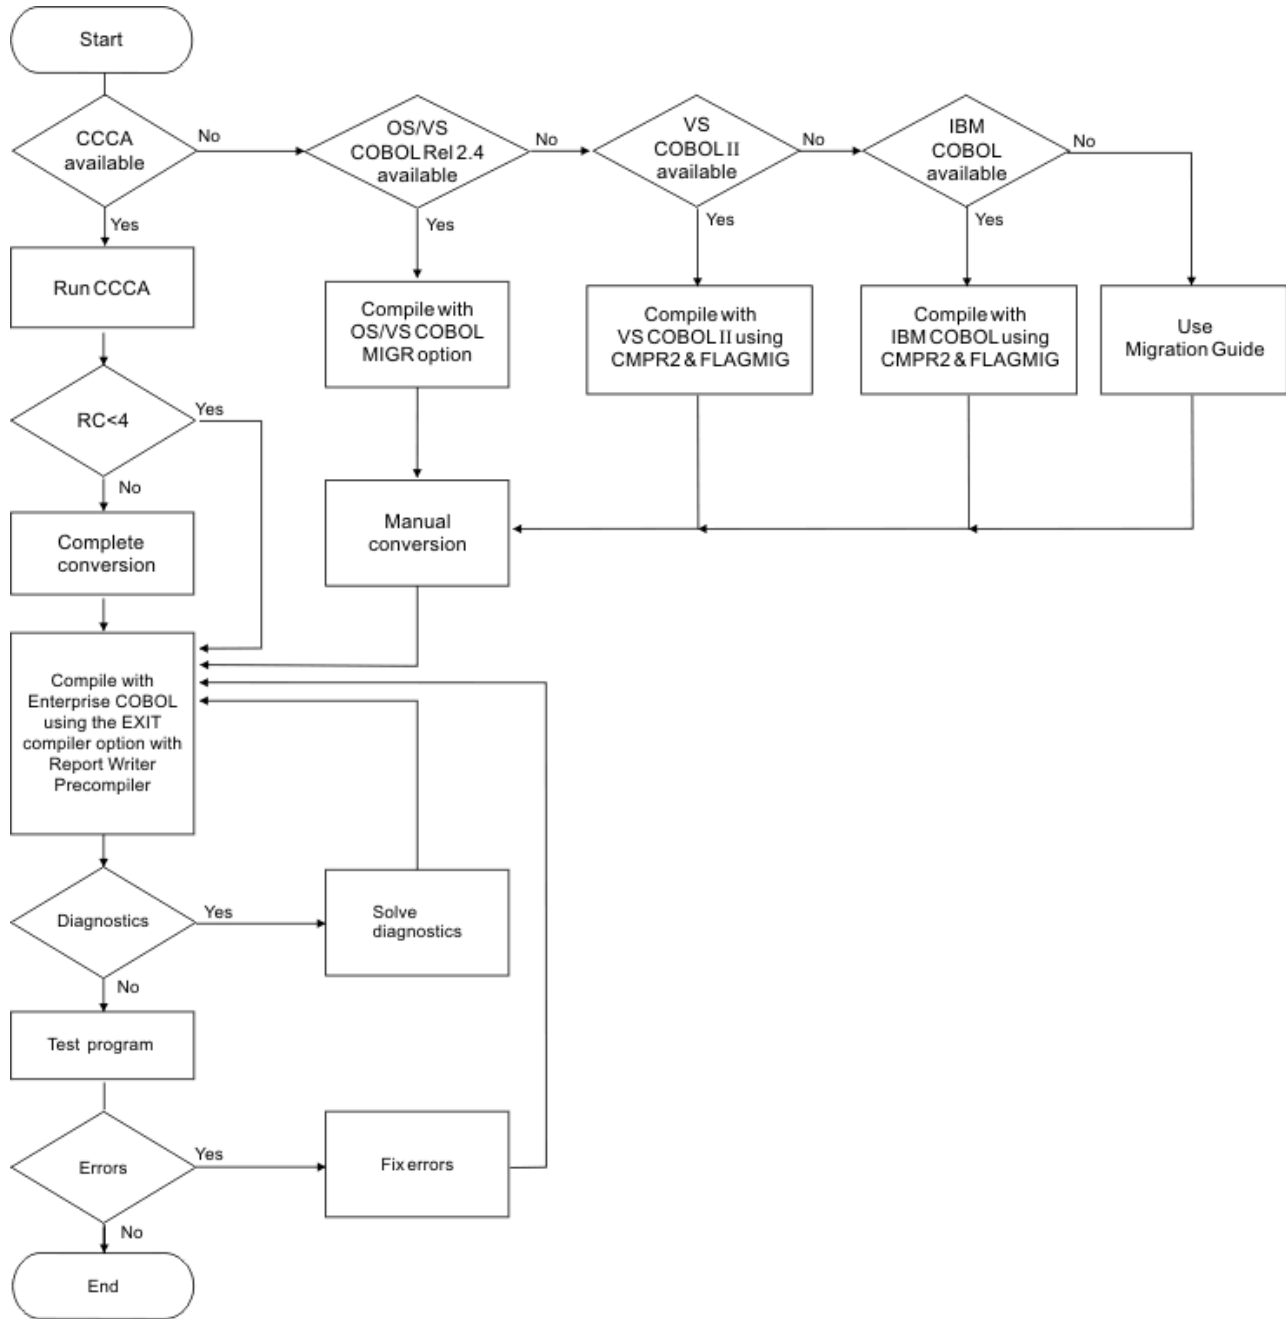 Start
CCCA
available
No
OS/VS
COBOL Rel 2.4
available
No
VS
COBOL II
available
No
IBM
COBOL
available
No
Yes
Yes
Yes
Yes
Run CCCA
Compile with
OS/VS COBOL
MIGR option
Compile with
VS COBOL II using
CMPR2 & FLAGMIG
Compile with
IBM COBOL using
CMPR2 & FLAGMIG
Use
Migration Guide
RC<4
Yes
No
Complete
conversion
Manual
conversion
Compile with
Enterprise COBOL
using the EXIT
compiler option with
Report Writer
Precompiler
Diagnostics
Yes
Solve
diagnostics
No
Test program
Errors
Yes
Fix errors
No
End